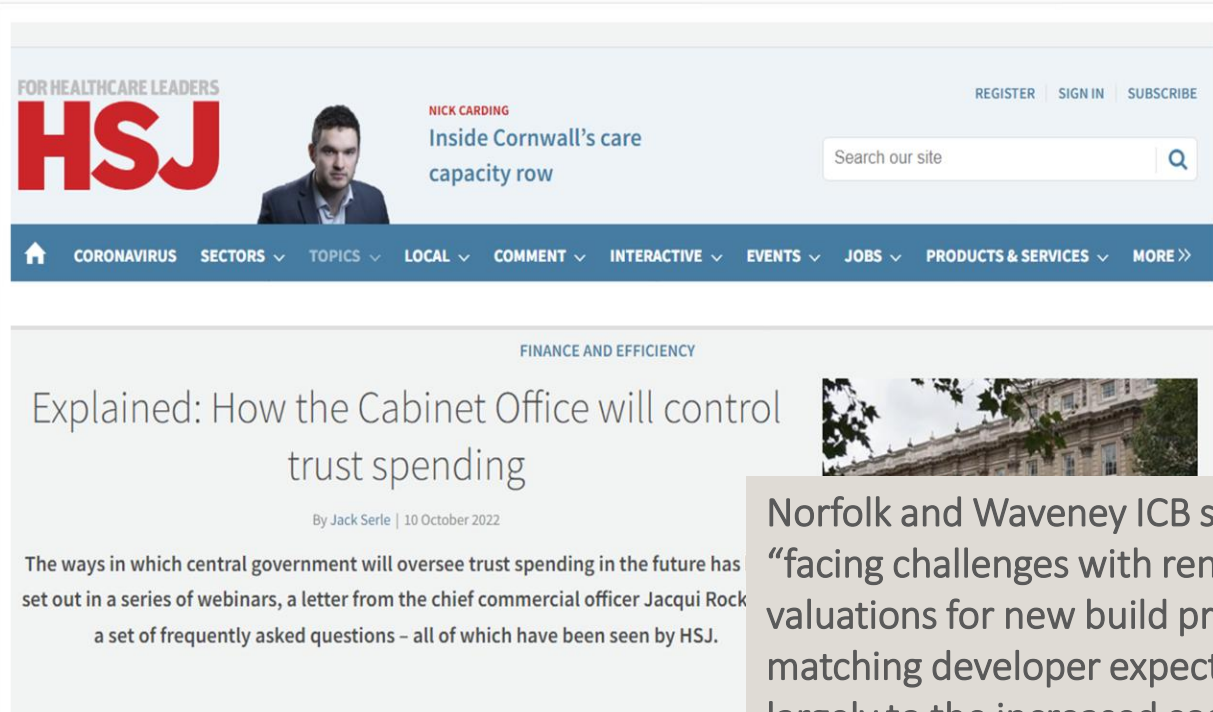 FOR HEALTHCARE LEADERS
HSJ
NICK CARDING
Inside Cornwall's care
capacity row
REGISTER SIGN IN SUBSCRIBE
Search our site
CORONAVIRUS SECTORS TOPICS LOCAL COMMENT INTERACTIVE EVENTS JOBS PRODUCTS & SERVICES MORE
FINANCE AND EFFICIENCY
Explained: How the Cabinet Office will control
trust spending
By Jack Serle | 10 October 2022
The ways in which central government will oversee trust spending in the future has
set out in a series of webinars, a letter from the chief commercial officer Jacqui Rock
a set of frequently asked questions – all of which have been seen by HSJ.
Norfolk and Waveney ICB
“facing challenges with
valuations for new build
matching developer
largely to the increased